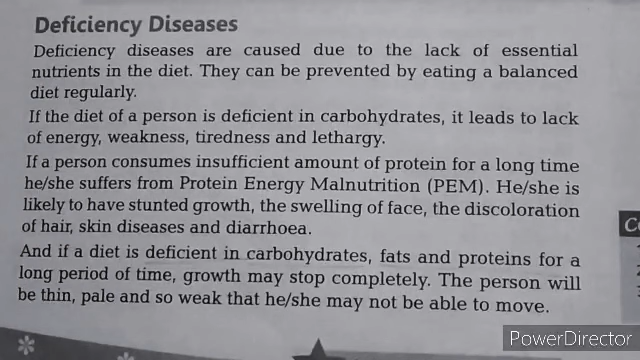 Deficiency Diseases
Deficiency diseases are caused due to the lack of essential
nutrients in the diet. They can be prevented by eating a balanced
diet regularly.
If the diet of a person is deficient in carbohydrates, it leads to lack
of energy, weakness, tiredness and lethargy.
If a person consumes insufficient amount of protein for a long time
he/she suffers from Protein Energy Malnutrition (PEM). He/she is
likely to have stunted growth, the swelling of face, the discoloration
of hair, skin diseases and diarrhoea.
And if a diet is deficient in carbohydrates, fats and proteins for a
long period of time, growth may stop completely. The person will
be thin, pale and so weak that he/she may not be able to move.
PowerDirector